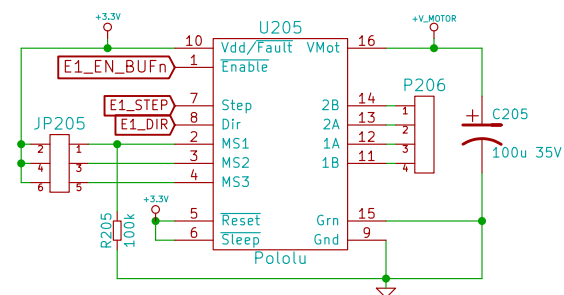 +3.3V
+V_MOTOR
U205
10 Vdd/Fault VMot 16
E1_EN_BUFn 1 Enable
P206
E1_STEP 7 Step 2B 14 1
E1_DIR 8 Dir 2A 13 2
JP205
2 1 2 MS1 1A 12 3
4 3 3 MS2 1B 11 4
6 5 4 MS3
C205
100u 35V
+3.3V
R205
100k
5 Reset Grn 15
6 Sleep Gnd 9
Pololu